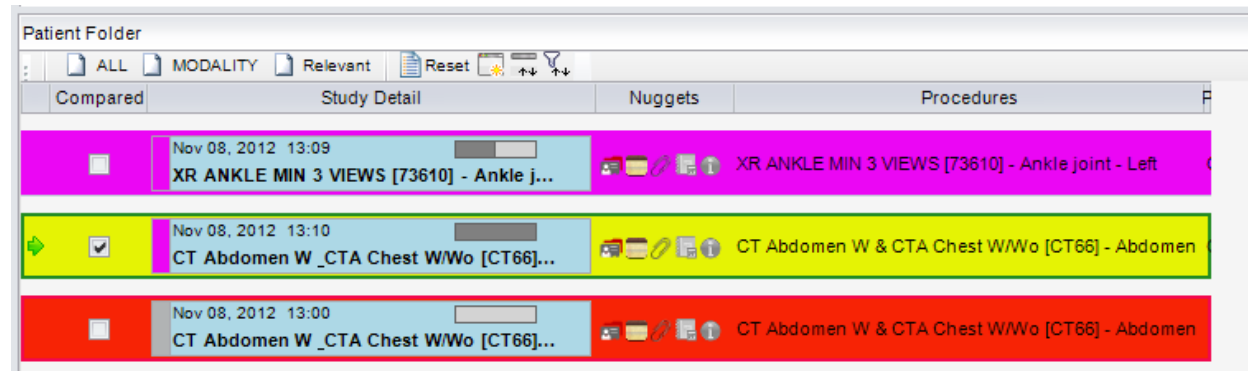 Patient Folder
ALL MODALITY Relevant Reset
Compared Study Detail Nuggets Procedures P
Nov 08, 2012 13:09
XR ANKLE MIN 3 VIEWS [73610] - Ankle j...
XR ANKLE MIN 3 VIEWS [73610] - Ankle joint - Left
Nov 08, 2012 13:10
CT Abdomen W _CTA Chest W/Wo [CT66]...
CT Abdomen W & CTA Chest W/Wo [CT66] - Abdomen
Nov 08, 2012 13:00
CT Abdomen W _CTA Chest W/Wo [CT66]...
CT Abdomen W & CTA Chest W/Wo [CT66] - Abdomen